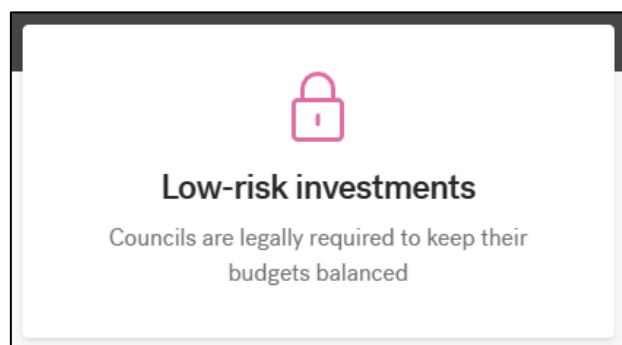 Low-risk investments
Councils are legally required to keep their
budgets balanced